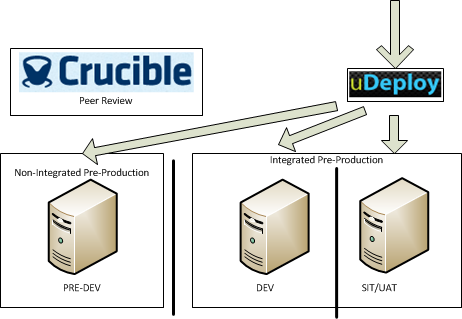 Crucible
Peer Review
uDeploy
Non-Integrated Pre-Production
Integrated Pre-Production
PRE-DEV
DEV
SIT/UAT